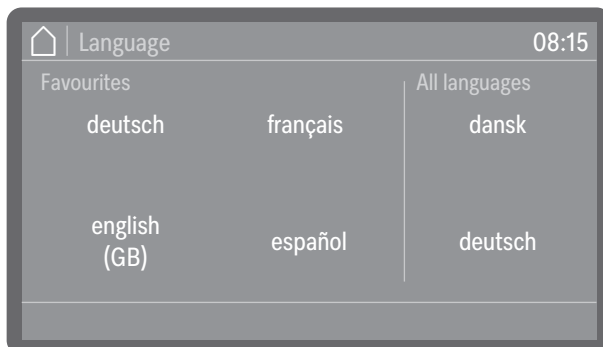 Language 08:15
Favourites All languages
deutsch français dansk
english
(GB) español deutsch